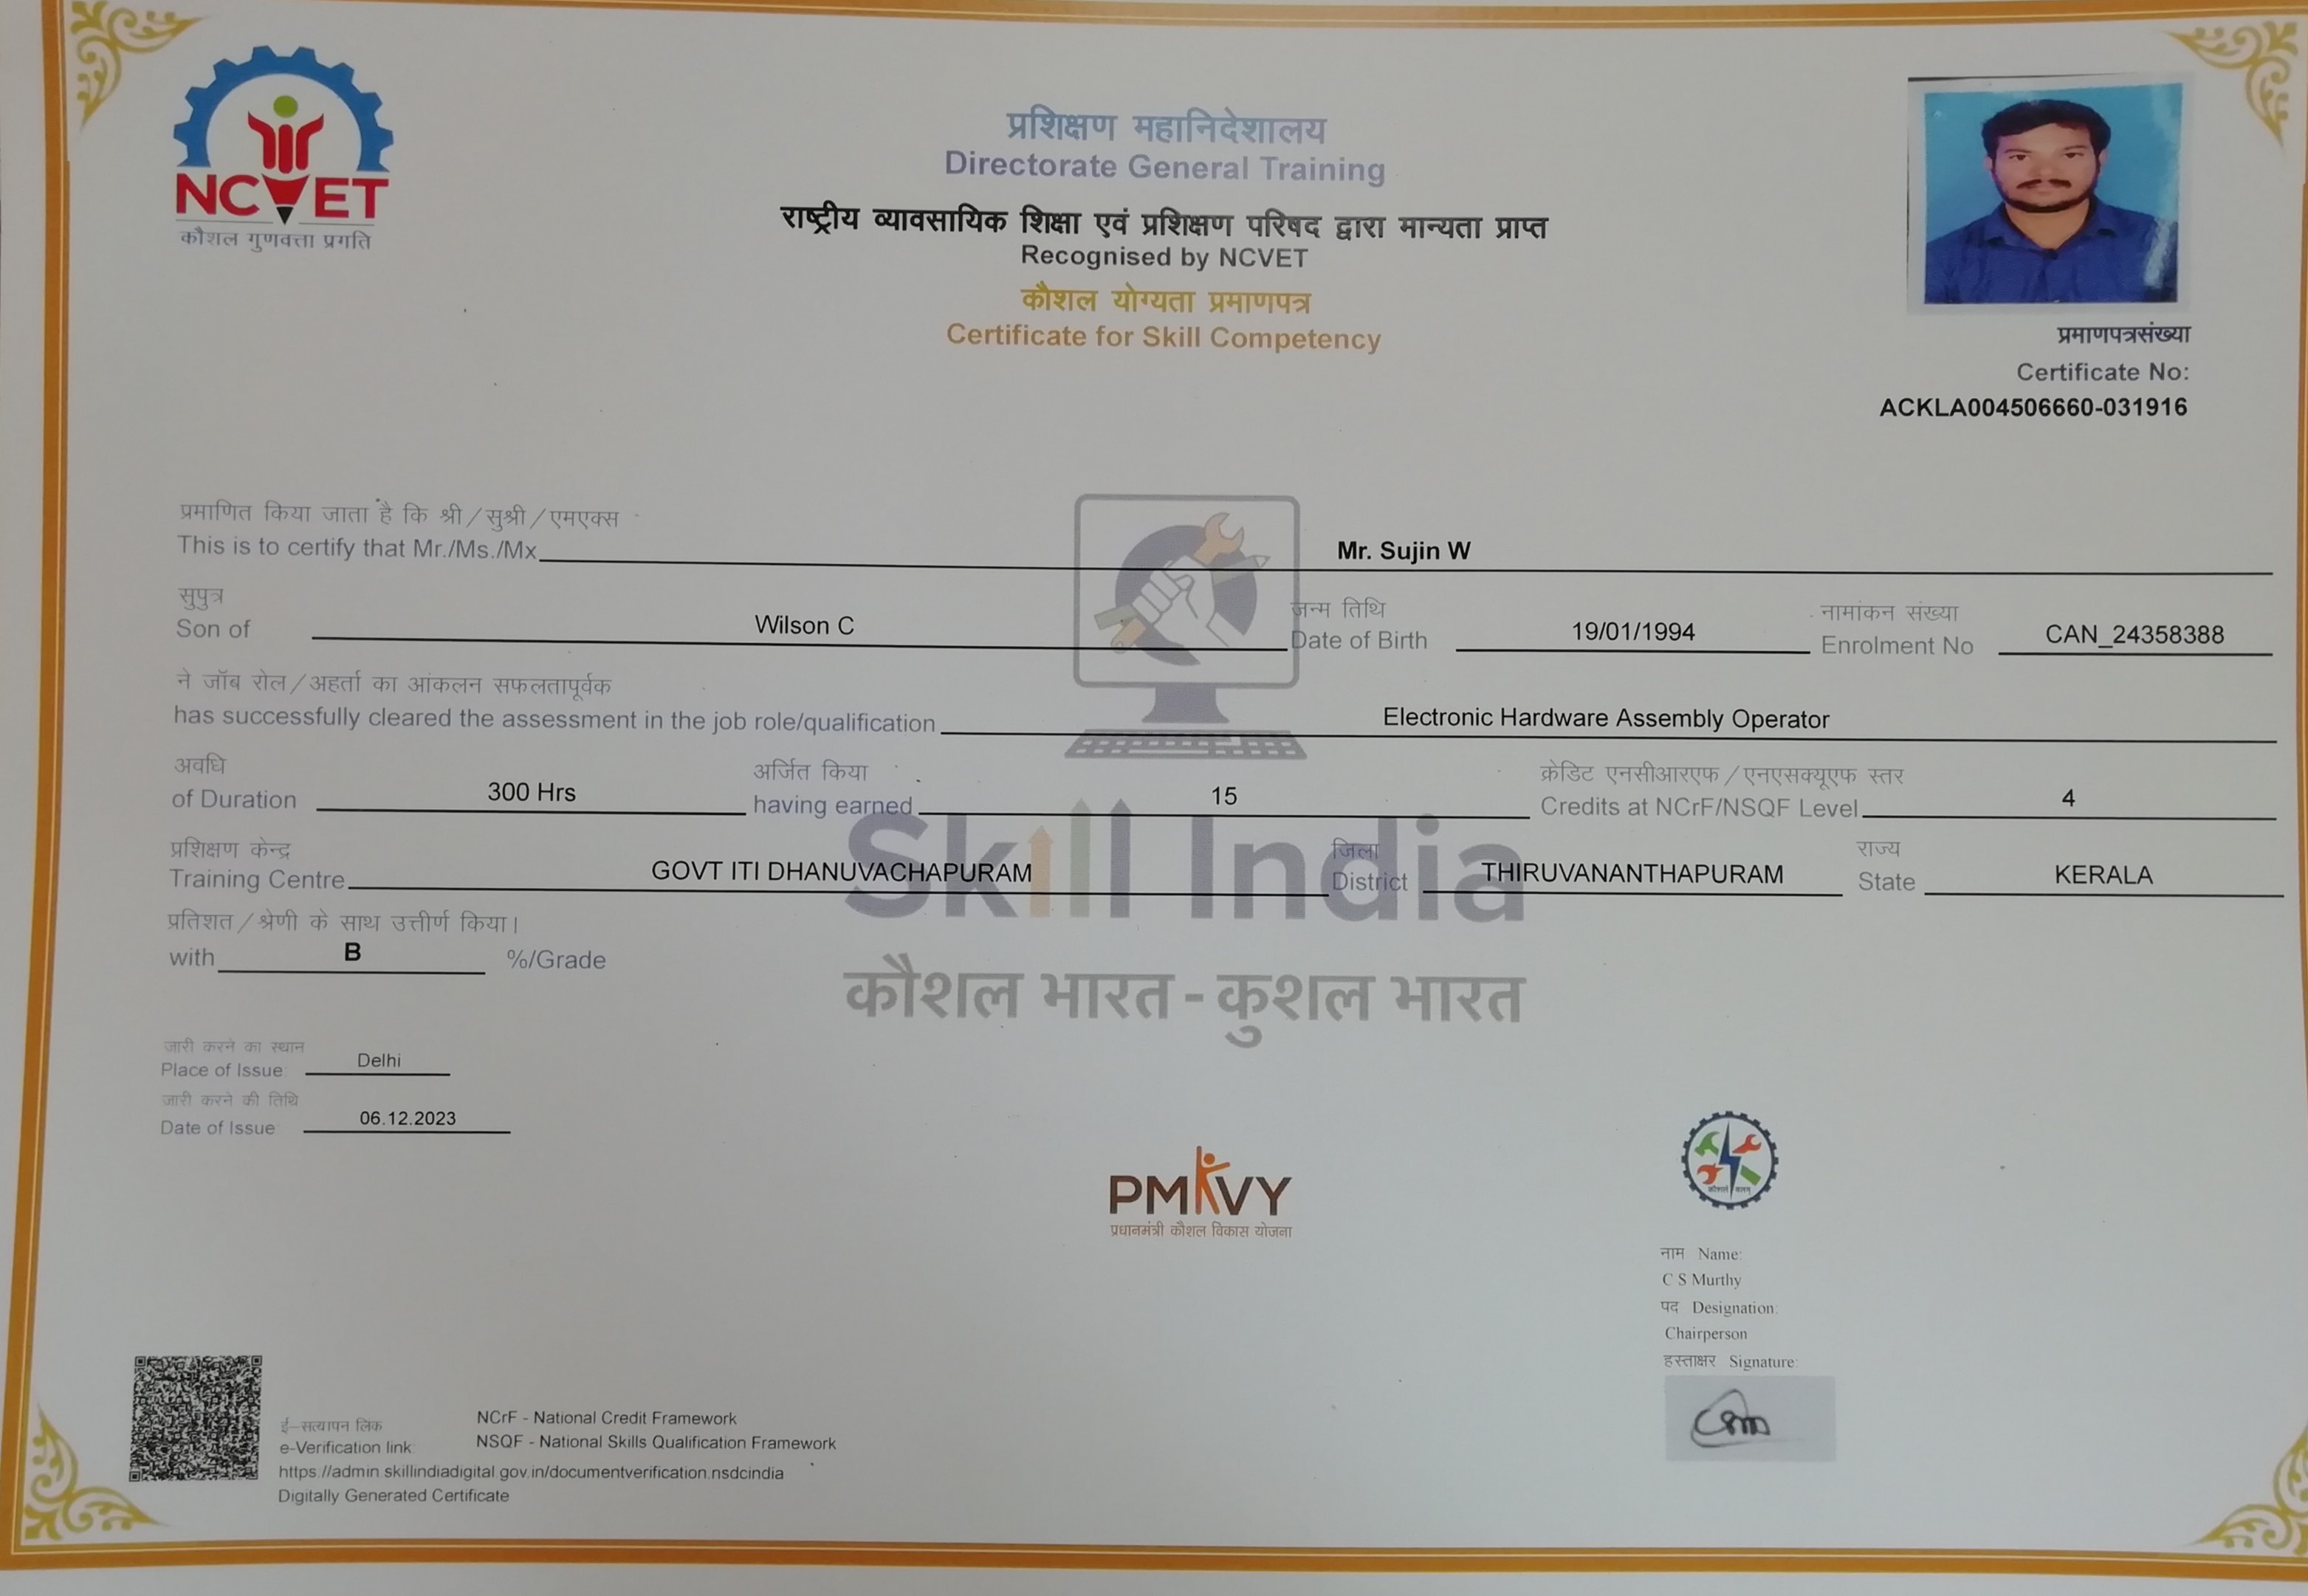 NCVET
कौशल गुणवत्ता प्रगति
प्रशिक्षण महानिदेशालय
Directorate General Training
राष्ट्रीय व्यावसायिक शिक्षा एवं प्रशिक्षण परिषद द्वारा मान्यता प्राप्त
Recognised by NCVET
कौशल योग्यता प्रमाणपत्र
Certificate for Skill Competency
प्रमाणपत्रसंख्या
Certificate No:
ACKLA004506660-031916
प्रमाणित किया जाता है कि श्री/सुश्री/एमएक्स
This is to certify that Mr./Ms./Mx Mr. Sujin W
सुपुत्र जन्म तिथि नामांकन संख्या
Son of Wilson C Date of Birth 19/01/1994 Enrolment No CAN_24358388
ने जॉब रोल/अहर्ता का आंकलन सफलतापूर्वक
has successfully cleared the assessment in the job role/qualification Electronic Hardware Assembly Operator
अवधि अर्जित किया क्रेडिट एनसीआरएफ/एनएसक्यूएफ स्तर
of Duration 300 Hrs having earned 15 Credits at NCrF/NSQF Level 4
Skill India
प्रशिक्षण केन्द्र जिला राज्य
Training Centre GOVT ITI DHANUVACHAPURAM District THIRUVANANTHAPURAM State KERALA
प्रतिशत/श्रेणी के साथ उत्तीर्ण किया।
with B %/Grade
कौशल भारत-कुशल भारत
जारी करने का स्थान
Place of Issue: Delhi
जारी करने की तिथि
Date of Issue 06.12.2023
PMKVY
प्रधानमंत्री कौशल विकास योजना
नाम Name:
C S Murthy
पद Designation:
Chairperson
हस्ताक्षर Signature:
ई-सत्यापन लिंक NCrF - National Credit Framework
e-Verification link NSQF - National Skills Qualification Framework
https://admin.skillindiadigital.gov.in/documentverification.nsdcindia
Digitally Generated Certificate